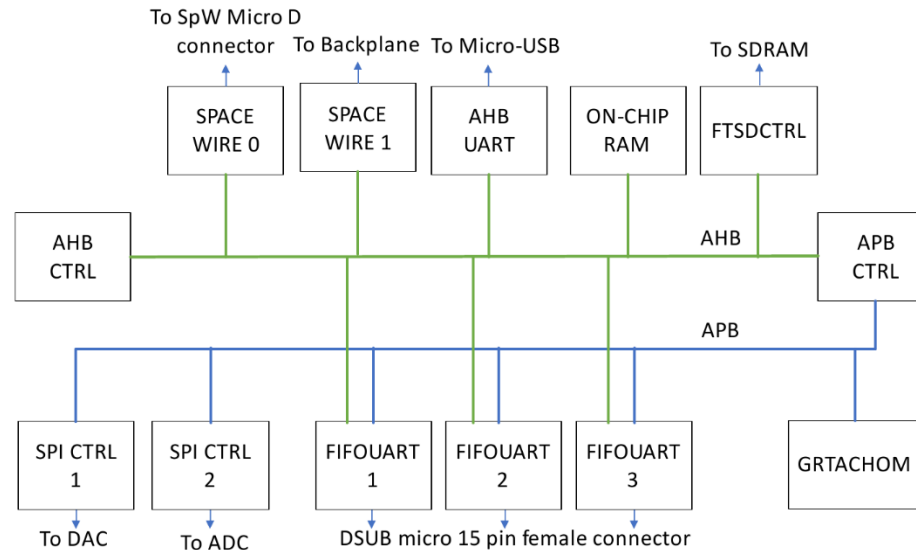 To SpW Micro D
connector
To Backplane
To Micro-USB
To SDRAM
SPACE
WIRE 0
SPACE
WIRE 1
AHB
UART
ON-CHIP
RAM
FTSDCTRL
AHB
CTRL
AHB
APB
CTRL
APB
SPI CTRL
1
SPI CTRL
2
FIFOUART
1
FIFOUART
2
FIFOUART
3
GRTACHOM
To DAC
To ADC
DSUB micro 15 pin female connector